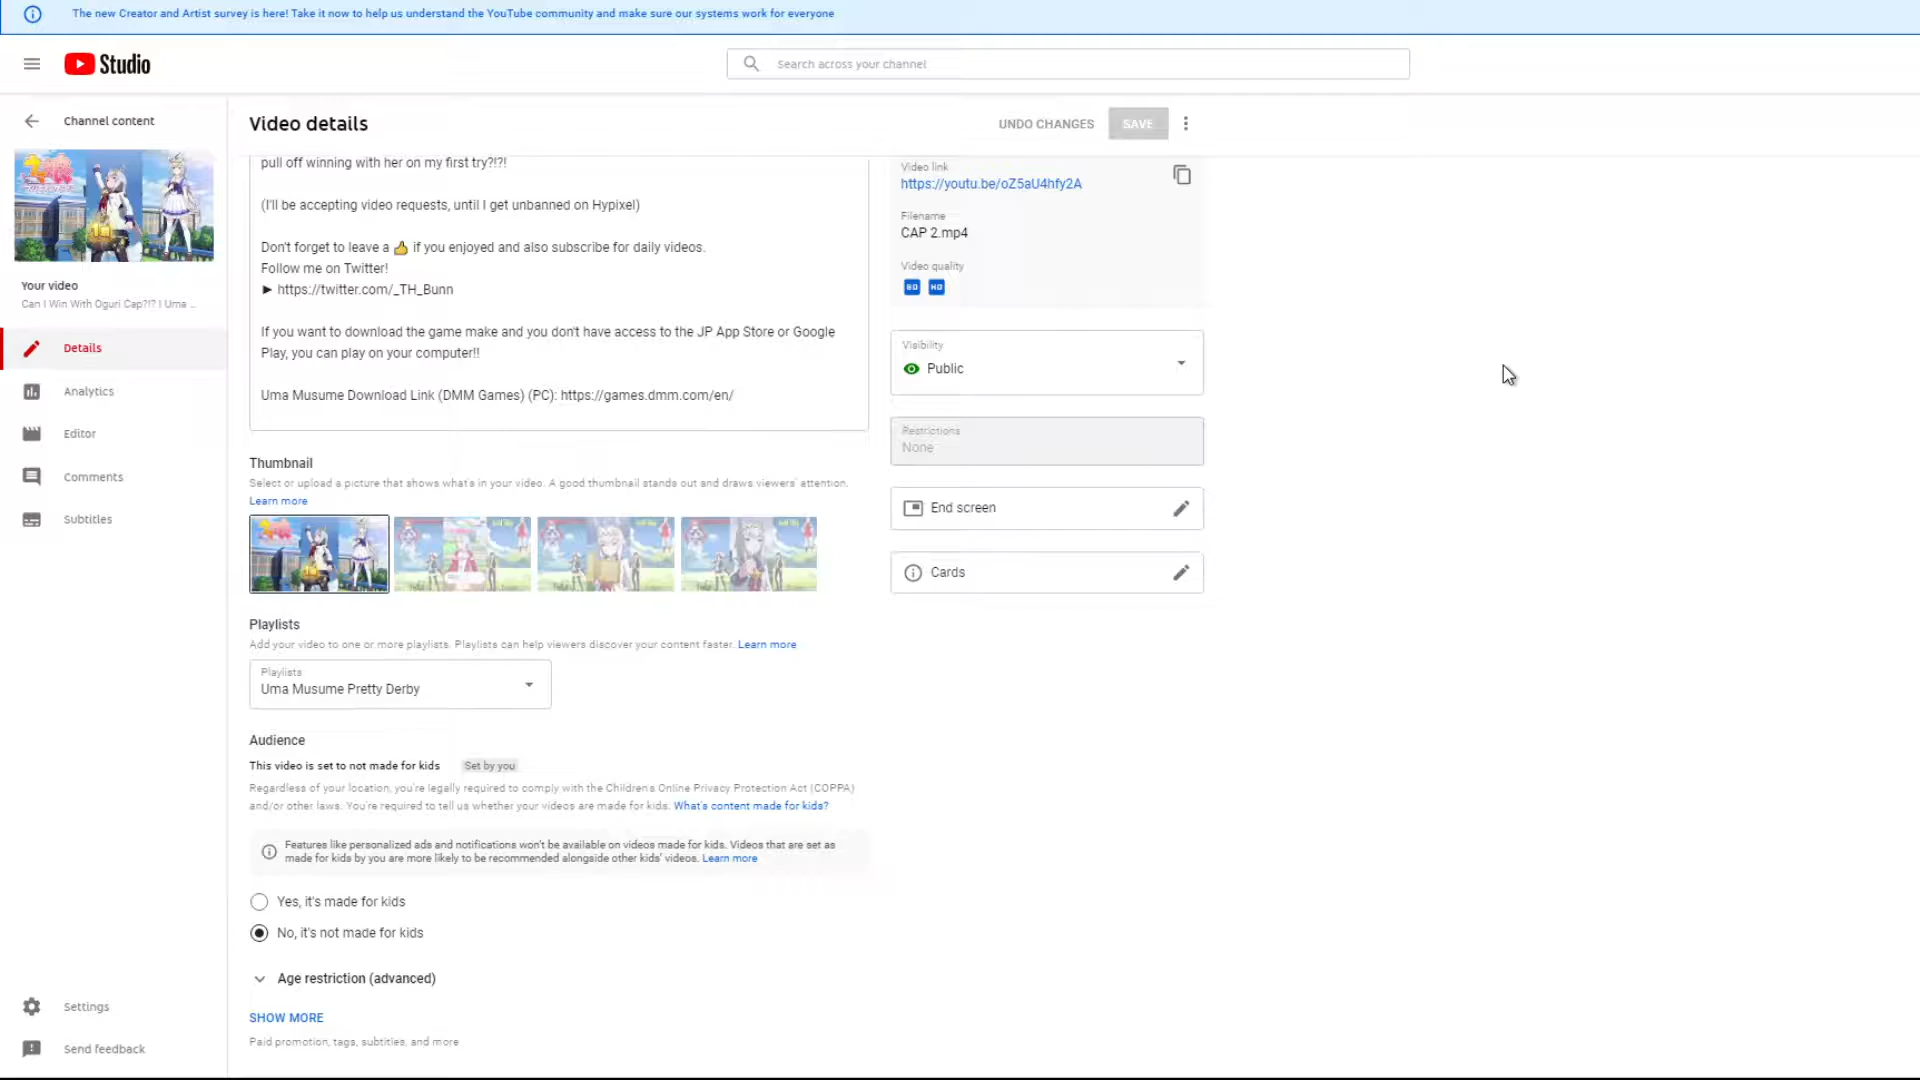 The new Creator and Artist survey is here! Take it now to help us understand the YouTube community and make sure our systems work for everyone
Studio
Search across your channel
Channel content
Your video
Can I Win With Oguri Cap?!? I Uma ...
Details
Analytics
Editor
Comments
Subtitles
Settings
Send feedback
Video details
UNDO CHANGES
SAVE
pull off winning with her on my first try?!?!
(I'll be accepting video requests, until I get unbanned on Hypixel)
Don't forget to leave a 👍 if you enjoyed and also subscribe for daily videos.
Follow me on Twitter!
► https://twitter.com/_TH_Bunn
If you want to download the game make and you don't have access to the JP App Store or Google
Play, you can play on your computer!!
Uma Musume Download Link (DMM Games) (PC): https://games.dmm.com/en/
Thumbnail
Select or upload a picture that shows what's in your video. A good thumbnail stands out and draws viewers' attention.
Learn more
Playlists
Add your video to one or more playlists. Playlists can help viewers discover your content faster. Learn more
Playlists
Uma Musume Pretty Derby
Audience
This video is set to not made for kids Set by you
Regardless of your location, you're legally required to comply with the Children's Online Privacy Protection Act (COPPA)
and/or other laws. You're required to tell us whether your videos are made for kids. What's content made for kids?
Features like personalized ads and notifications won't be available on videos made for kids. Videos that are set as
made for kids by you are more likely to be recommended alongside other kids' videos. Learn more
Yes, it's made for kids
No, it's not made for kids
Age restriction (advanced)
SHOW MORE
Paid promotion, tags, subtitles, and more
Video link
https://youtu.be/oZ5aU4hfy2A
Filename
CAP 2.mp4
Video quality
SD HD
Visibility
Public
Restrictions
None
End screen
Cards